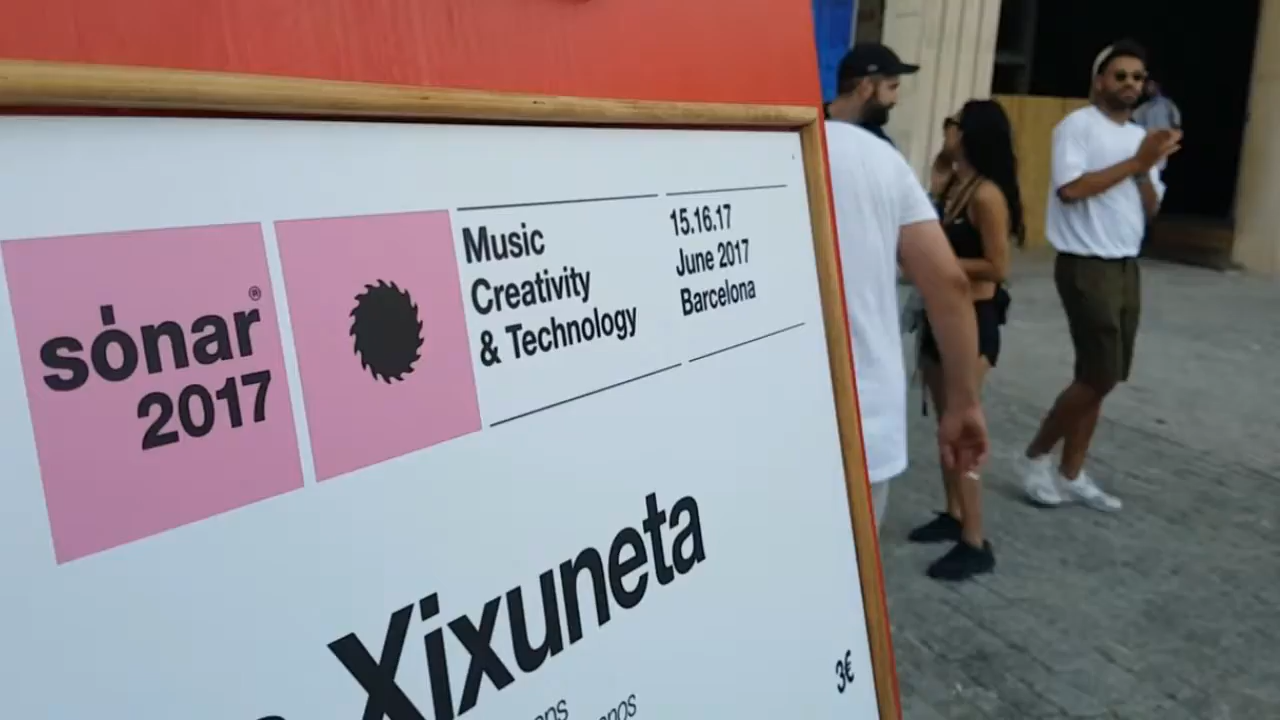 sónar®
2017
Music
Creativity
& Technology
15.16.17
June 2017
Barcelona
Xixuneta
3€